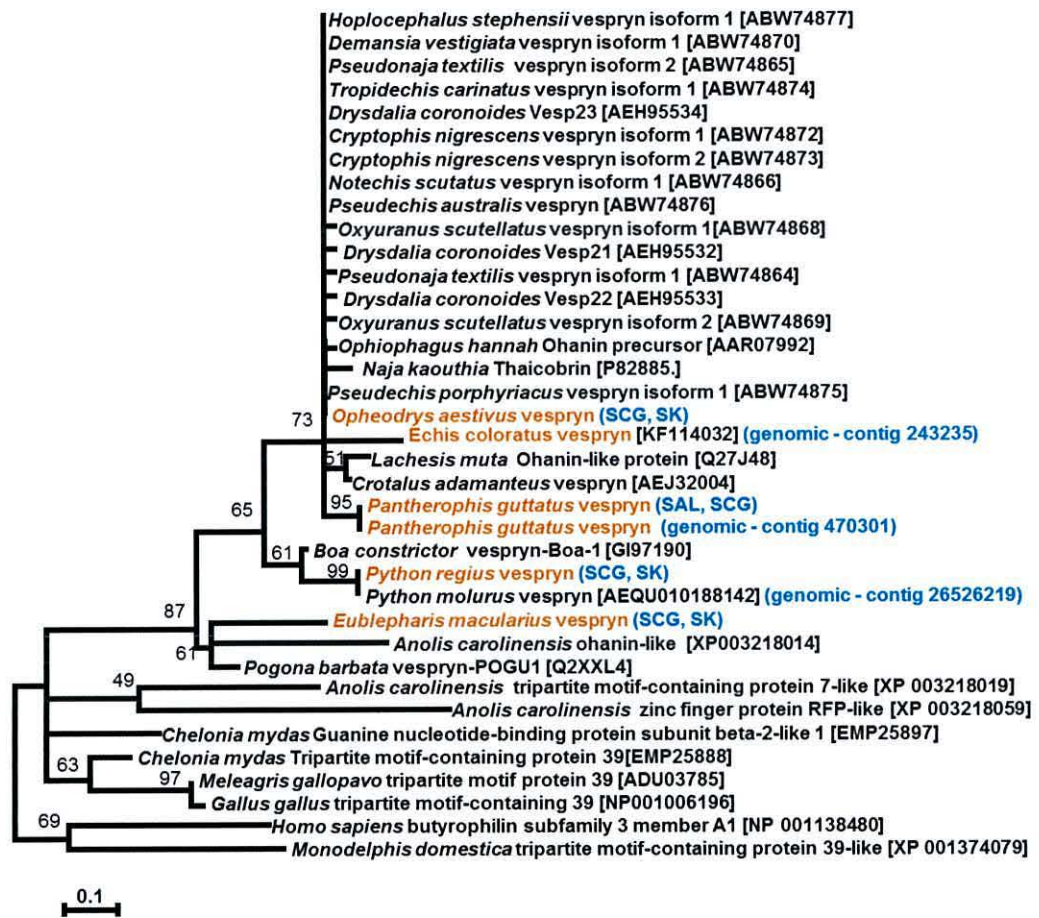 Hoplocephalus stephensii vespryn isoform 1 [ABW74877]
Demansia vestigiata vespryn isoform 1 [ABW74870]
Pseudonaja textilis vespryn isoform 2 [ABW74865]
Tropidechis carinatus vespryn isoform 1 [ABW74874]
Drysdalia coronoides Vesp23 [AEH95534]
Cryptophis nigrescens vespryn isoform 1 [ABW74872]
Cryptophis nigrescens vespryn isoform 2 [ABW74873]
Notechis scutatus vespryn isoform 1 [ABW74866]
Pseudechis australis vespryn [ABW74876]
Oxyuranus scutellatus vespryn isoform 1[ABW74868]
Drysdalia coronoides Vesp21 [AEH95532]
Pseudonaja textilis vespryn isoform 1 [ABW74864]
Drysdalia coronoides Vesp22 [AEH95533]
Oxyuranus scutellatus vespryn isoform 2 [ABW74869]
Ophiophagus hannah Ohanin precursor [AAR07992]
Naja kaouthia Thaicobrin [P82885.]
Pseudechis porphyriacus vespryn isoform 1 [ABW74875]
73 Opheodrys aestivus vespryn (SCG, SK)
Echis coloratus vespryn [KF114032] (genomic - contig 243235)
51 Lachesis muta Ohanin-like protein [Q27J48]
Crotalus adamanteus vespryn [AEJ32004]
95 Pantherophis guttatus vespryn (SAL, SCG)
65 Pantherophis guttatus vespryn (genomic - contig 470301)
61 Boa constrictor vespryn-Boa-1 [GI97190]
99 Python regius vespryn (SCG, SK)
Python molurus vespryn [AEQU010188142] (genomic - contig 26526219)
87 Eublepharis macularius vespryn (SCG, SK)
Anolis carolinensis ohanin-like [XP003218014]
61 Pogona barbata vespryn-POGU1 [Q2XXL4]
49 Anolis carolinensis tripartite motif-containing protein 7-like [XP 003218019]
Anolis carolinensis zinc finger protein RFP-like [XP 003218059]
Chelonia mydas Guanine nucleotide-binding protein subunit beta-2-like 1 [EMP25897]
63 Chelonia mydas Tripartite motif-containing protein 39[EMP25888]
97 Meleagris gallopavo tripartite motif protein 39 [ADU03785]
Gallus gallus tripartite motif-containing 39 [NP001006196]
69 Homo sapiens butyrophilin subfamily 3 member A1 [NP 001138480]
Monodelphis domestica tripartite motif-containing protein 39-like [XP 001374079]
0.1